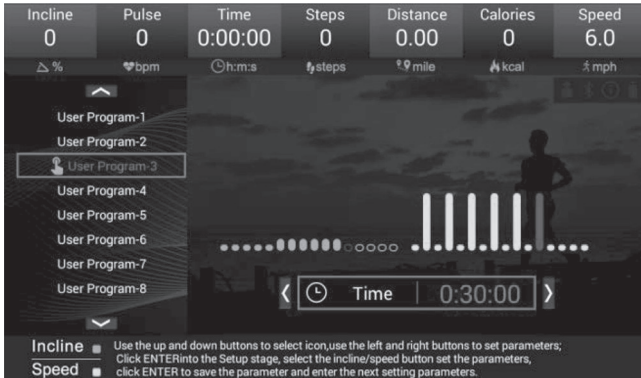 Incline Pulse Time Steps Distance Calories Speed
0 0 0:00:00 0 0.00 0 6.0
% bpm h:m:s steps mile kcal mph
User Program-1
User Program-2
User Program-3
User Program-4
User Program-5
User Program-6
User Program-7
User Program-8
Time 0:30:00
Incline Use the up and down buttons to select icon,use the left and right buttons to set parameters;
Click ENTERinto the Setup stage, select the incline/speed button set the parameters,
Speed click ENTER to save the parameter and enter the next setting parameters.